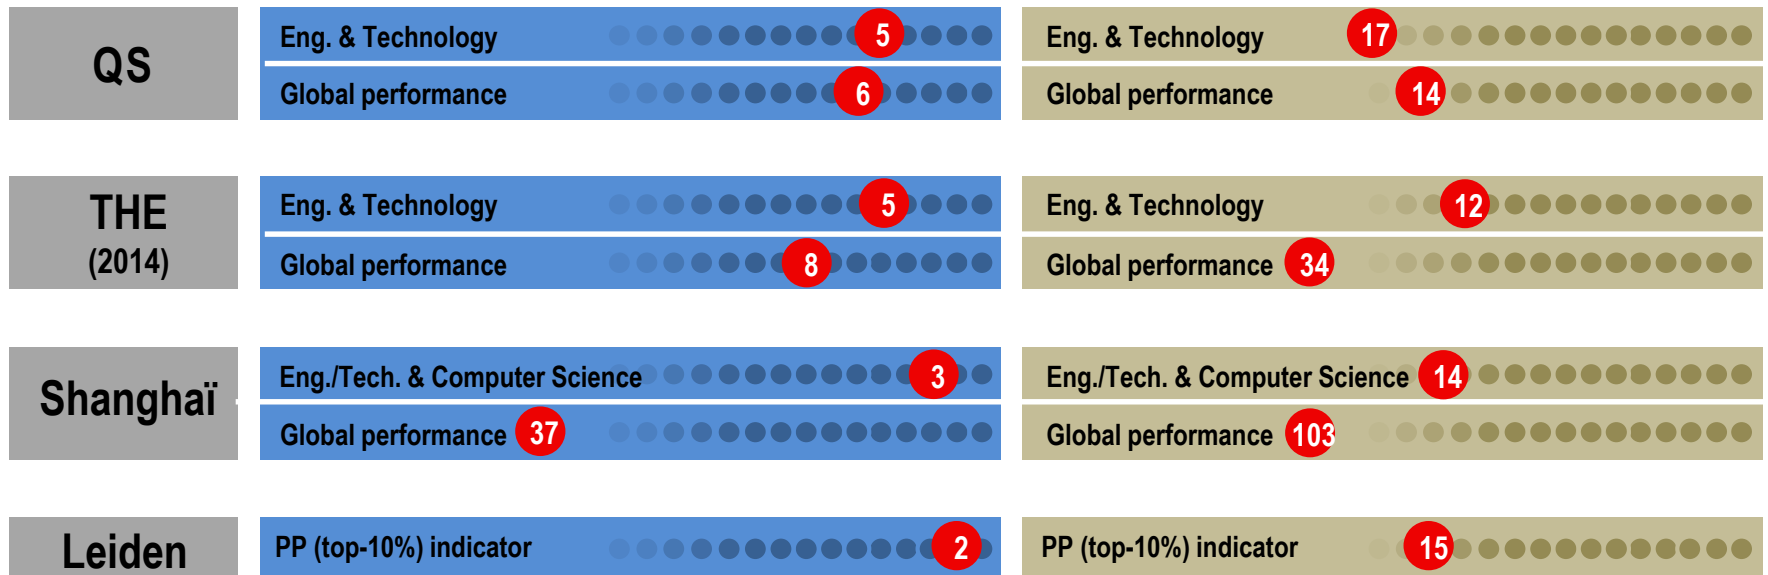 QS
Eng. & Technology 5
Global performance 6
Eng. & Technology 17
Global performance 14
THE
(2014)
Eng. & Technology 5
Global performance 8
Eng. & Technology 12
Global performance 34
Shanghaï
Eng./Tech. & Computer Science 3
Global performance 37
Eng./Tech. & Computer Science 14
Global performance 103
Leiden
PP (top-10%) indicator 2
PP (top-10%) indicator 15